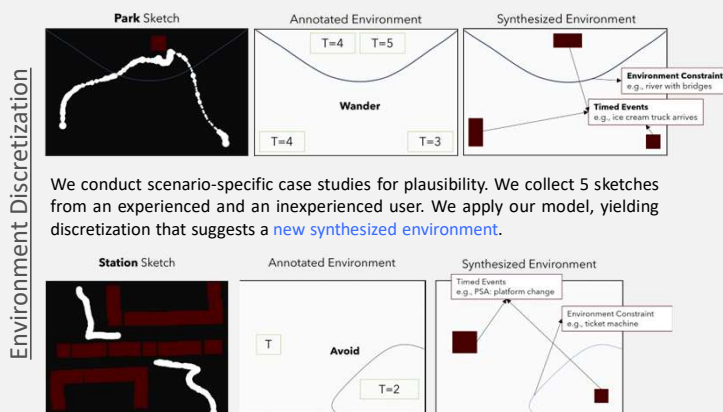 Environment Discretization
Park Sketch
Annotated Environment
Synthesized Environment
T=4
T=5
Wander
T=4
T=3
Environment Constraint
e.g., river with bridges
Timed Events
e.g., ice cream truck arrives
We conduct scenario-specific case studies for plausibility. We collect 5 sketches
from an experienced and an inexperienced user. We apply our model, yielding
discretization that suggests a new synthesized environment.
Station Sketch
Annotated Environment
Synthesized Environment
T
Avoid
T=2
Timed Events
e.g., PSA: platform change
Environment Constraint
e.g., ticket machine